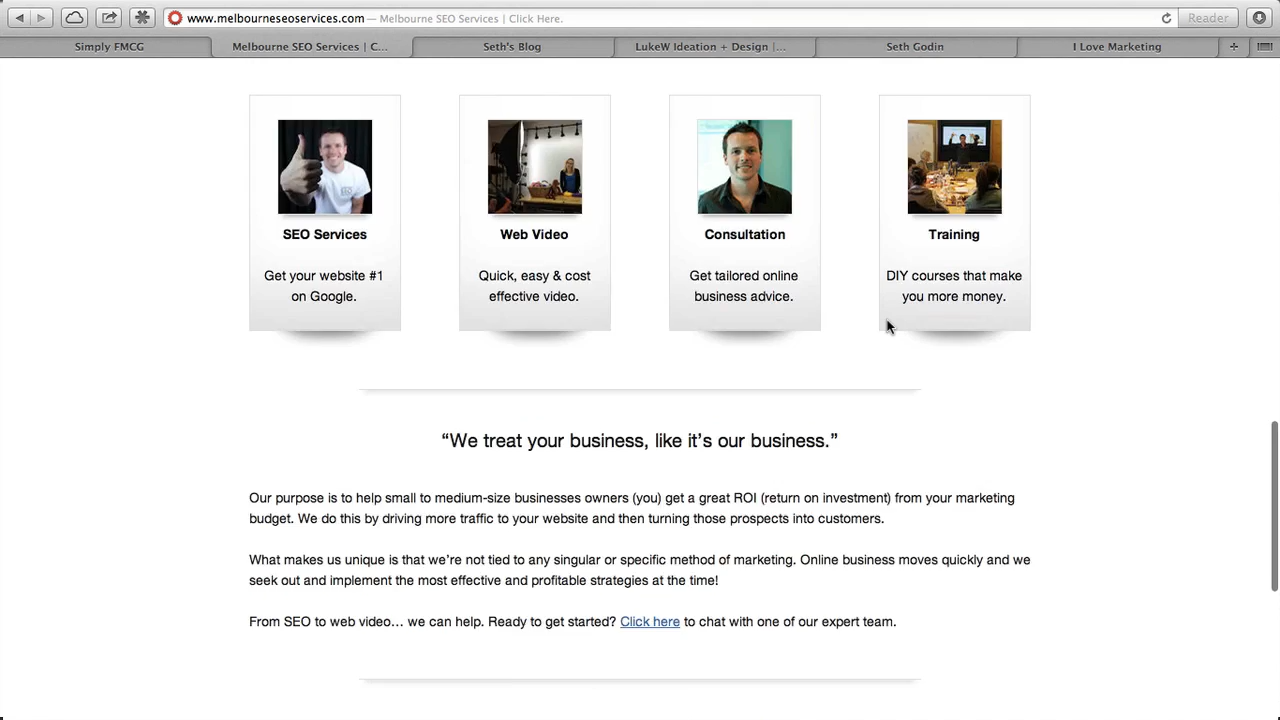 www.melbourneseoservices.com — Melbourne SEO Services | Click Here.
Reader
Simply FMCG
Melbourne SEO Services | C...
Seth's Blog
LukeW Ideation + Design |...
Seth Godin
I Love Marketing
SEO Services
Get your website #1
on Google.
Web Video
Quick, easy & cost
effective video.
Consultation
Get tailored online
business advice.
Training
DIY courses that make
you more money.
“We treat your business, like it’s our business.”
Our purpose is to help small to medium-size businesses owners (you) get a great ROI (return on investment) from your marketing
budget. We do this by driving more traffic to your website and then turning those prospects into customers.
What makes us unique is that we’re not tied to any singular or specific method of marketing. Online business moves quickly and we
seek out and implement the most effective and profitable strategies at the time!
From SEO to web video… we can help. Ready to get started? Click here to chat with one of our expert team.